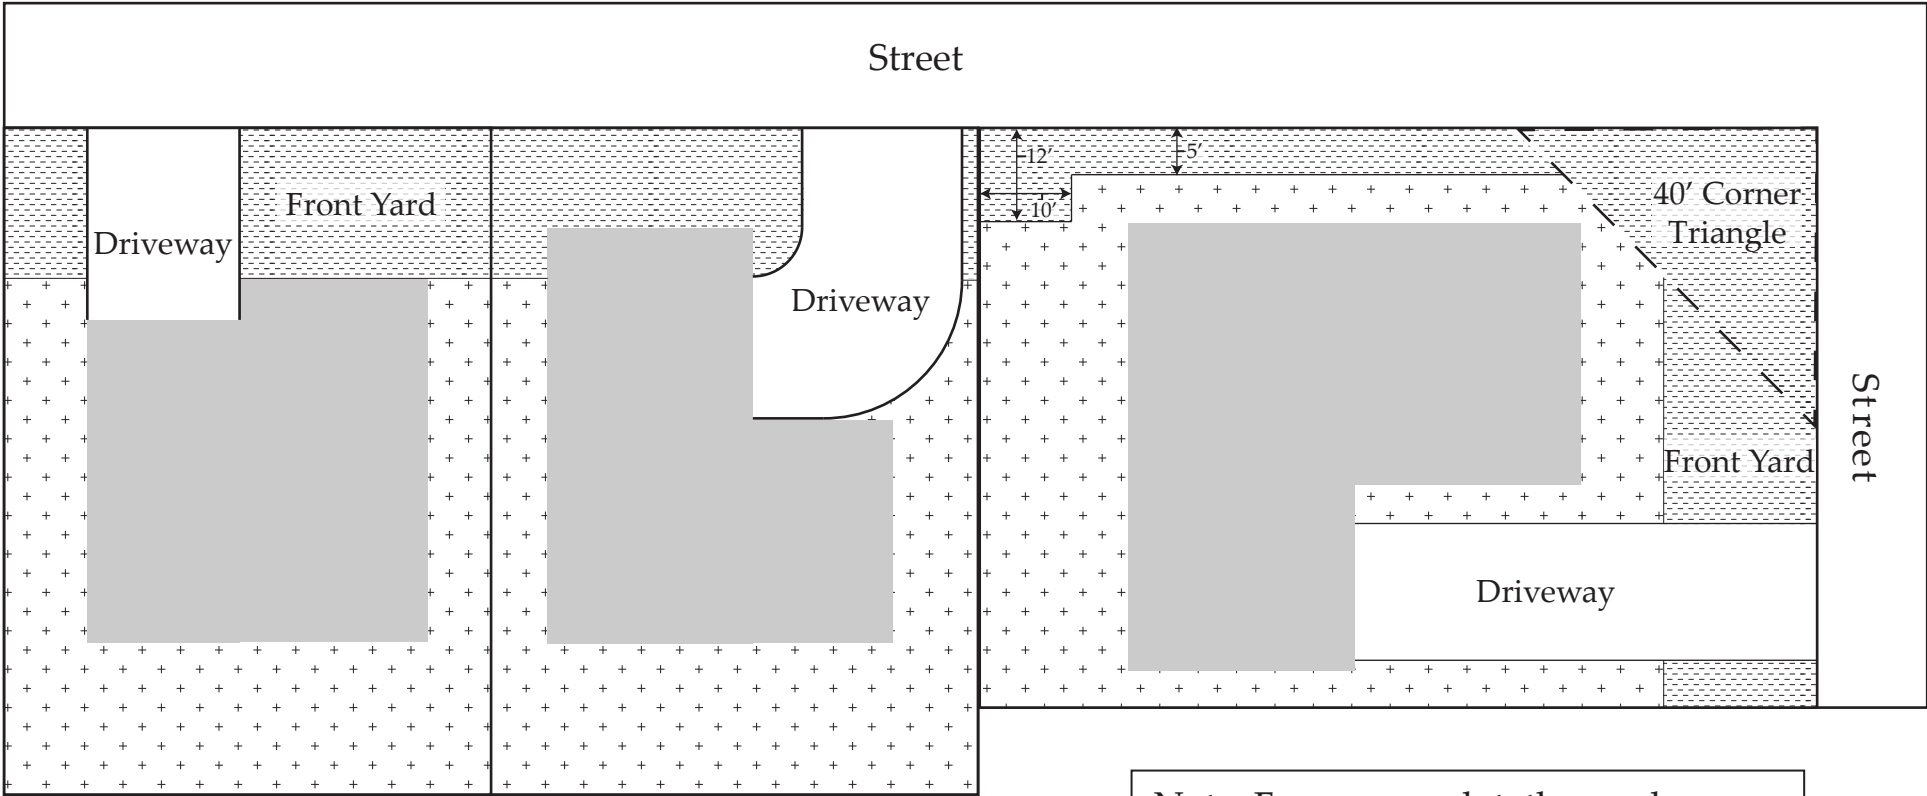 Street
12′
5′
10′
40′ Corner
Triangle
Front Yard
Driveway
Driveway
Street
Front Yard
Driveway